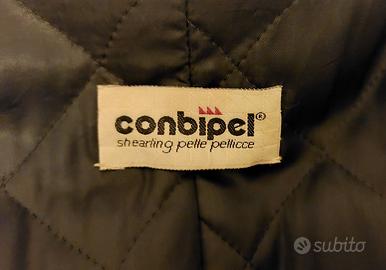 conbipel®
shearling pelle pellicce
subito